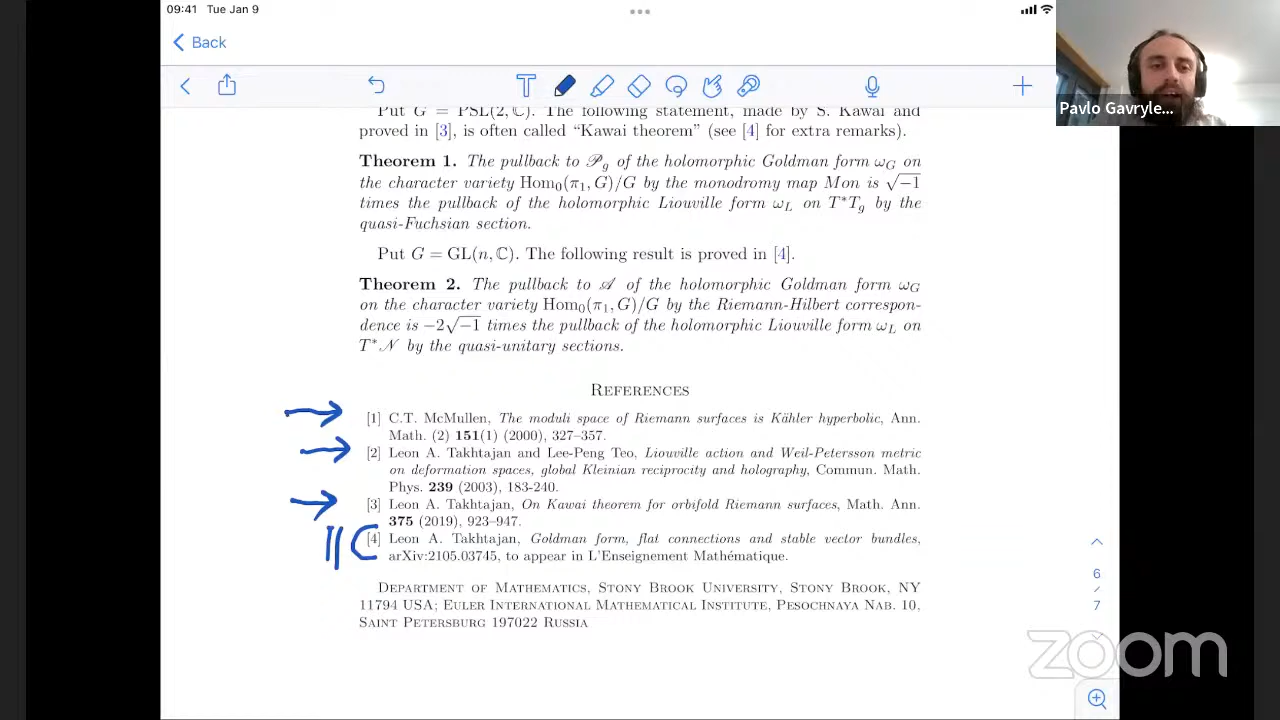 09:41 Tue Jan 9
Back
Pavlo Gavryle...
Put G = PSL(2, ℂ). The following statement, made by S. Kawai and
proved in [3], is often called “Kawai theorem” (see [4] for extra remarks).
Theorem 1. The pullback to 𝒫g of the holomorphic Goldman form ωG on
the character variety Hom₀(π₁, G)/G by the monodromy map Mon is √−1
times the pullback of the holomorphic Liouville form ωL on T*Tg by the
quasi-Fuchsian section.
Put G = GL(n, ℂ). The following result is proved in [4].
Theorem 2. The pullback to 𝒜 of the holomorphic Goldman form ωG
on the character variety Hom₀(π₁, G)/G by the Riemann-Hilbert correspon-
dence is −2√−1 times the pullback of the holomorphic Liouville form ωL on
T*𝒩 by the quasi-unitary sections.
References
[1] C.T. McMullen, The moduli space of Riemann surfaces is Kähler hyperbolic, Ann.
Math. (2) 151(1) (2000), 327–357.
[2] Leon A. Takhtajan and Lee-Peng Teo, Liouville action and Weil-Petersson metric
on deformation spaces, global Kleinian reciprocity and holography, Commun. Math.
Phys. 239 (2003), 183-240.
[3] Leon A. Takhtajan, On Kawai theorem for orbifold Riemann surfaces, Math. Ann.
375 (2019), 923–947.
[4] Leon A. Takhtajan, Goldman form, flat connections and stable vector bundles,
arXiv:2105.03745, to appear in L'Enseignement Mathématique.
Department of Mathematics, Stony Brook University, Stony Brook, NY
11794 USA; Euler International Mathematical Institute, Pesochnaya Nab. 10,
Saint Petersburg 197022 Russia
6
7
zoom